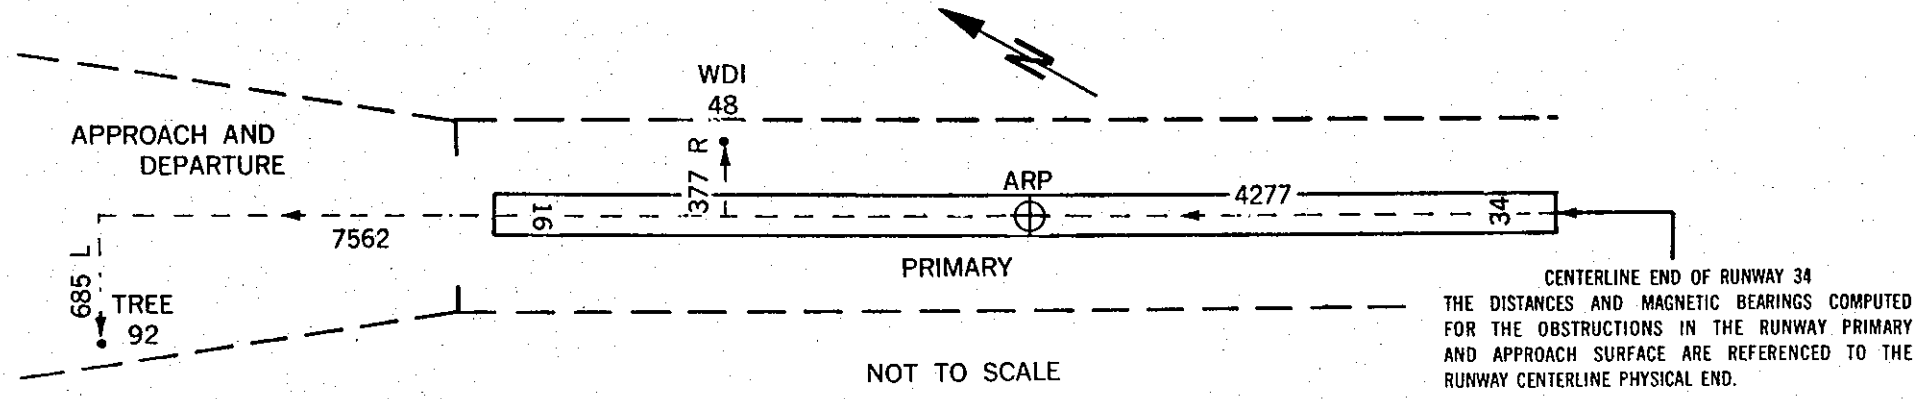 N
WDI
48
APPROACH AND
DEPARTURE
377 R
ARP
4277
16
34
7562
685 L
TREE
92
PRIMARY
NOT TO SCALE
CENTERLINE END OF RUNWAY 34
THE DISTANCES AND MAGNETIC BEARINGS COMPUTED
FOR THE OBSTRUCTIONS IN THE RUNWAY PRIMARY
AND APPROACH SURFACE ARE REFERENCED TO THE
RUNWAY CENTERLINE PHYSICAL END.